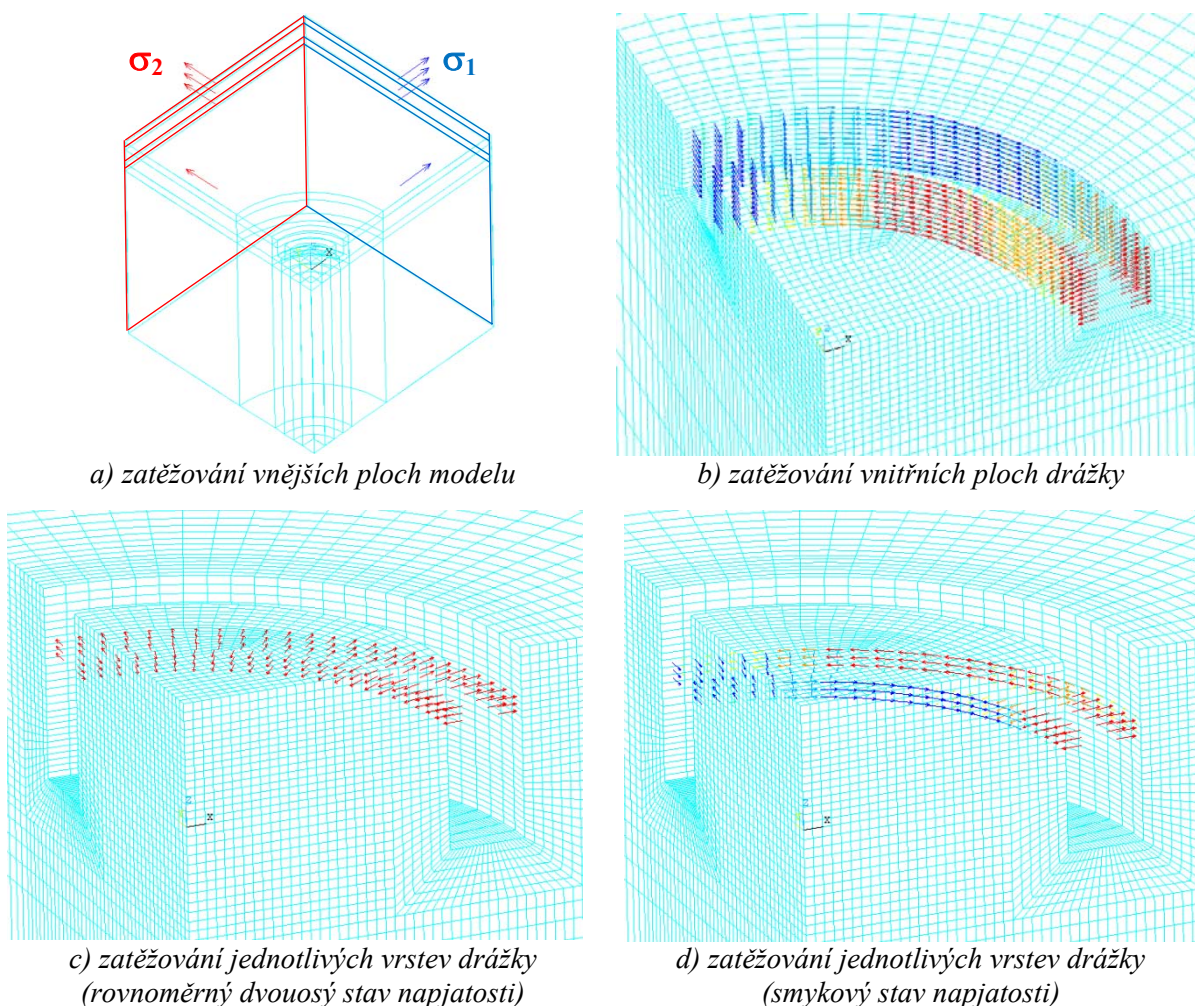 σ2
σ1
X
X
a) zatěžování vnějších ploch modelu
b) zatěžování vnitřních ploch drážky
Z
X
Z
X
c) zatěžování jednotlivých vrstev drážky
(rovnoměrný dvouosý stav napjatosti)
d) zatěžování jednotlivých vrstev drážky
(smykový stav napjatosti)